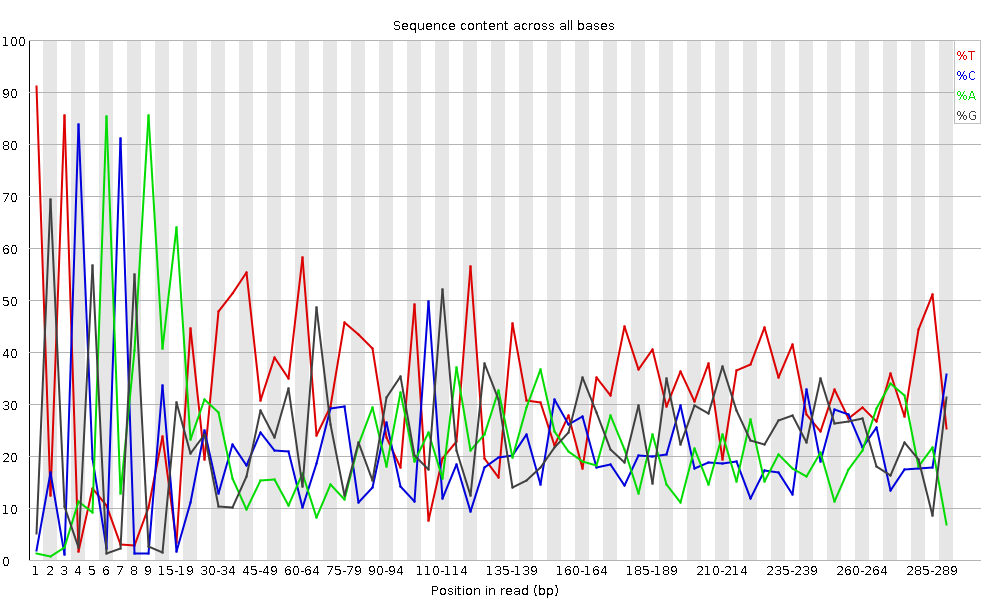 Sequence content across all bases
100
90
80
70
60
50
40
30
20
10
0
%T
%C
%A
%G
1 2 3 4 5 6 7 8 9 15-19 30-34 45-49 60-64 75-79 90-94 110-114 135-139 160-164 185-189 210-214 235-239 260-264 285-289
Position in read (bp)